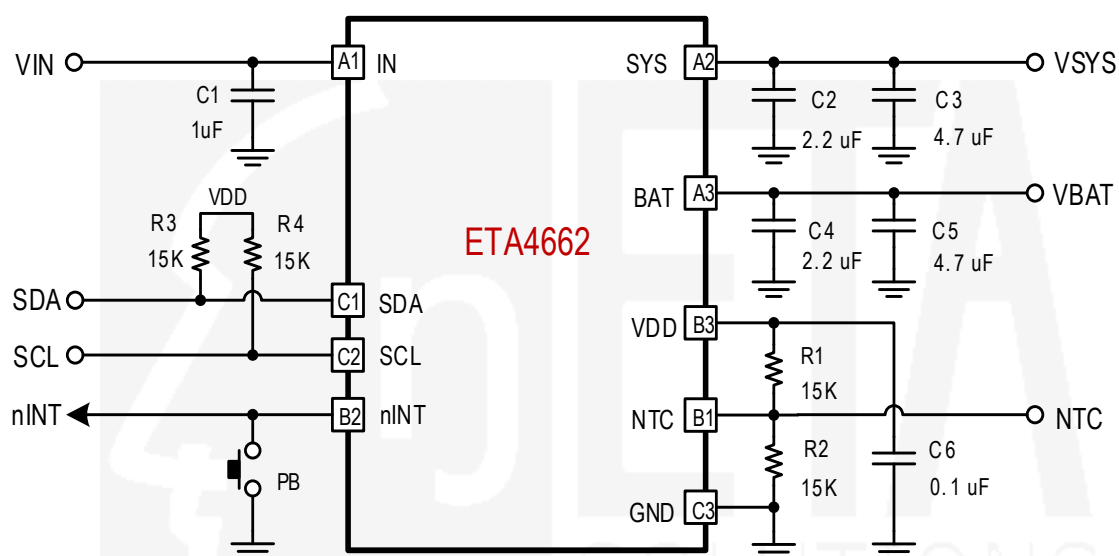 VIN
A1
IN
C1
1uF
SYS
A2
VSYS
C2
2.2 uF
C3
4.7 uF
VDD
R3
15K
R4
15K
BAT
A3
VBAT
C4
2.2 uF
C5
4.7 uF
ETA4662
SDA
C1
SDA
SCL
C2
SCL
nINT
B2
nINT
PB
VDD
B3
R1
15K
NTC
B1
NTC
R2
15K
C6
0.1 uF
GND
C3
ETA